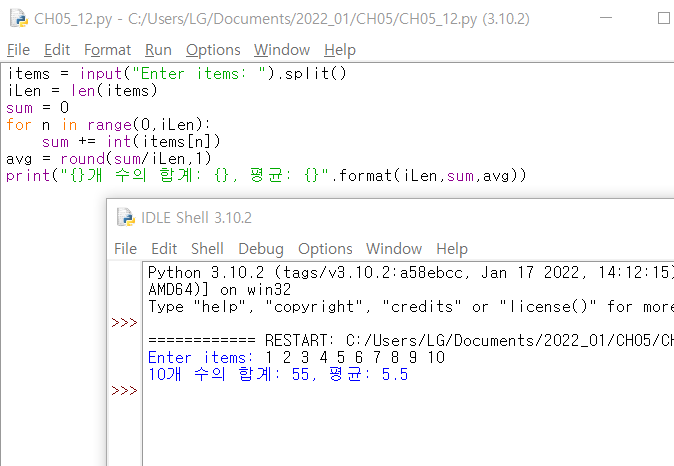 CH05_12.py - C:/Users/LG/Documents/2022_01/CH05/CH05_12.py (3.10.2)
File Edit Format Run Options Window Help
items = input("Enter items: ").split()
iLen = len(items)
sum = 0
for n in range(0,iLen):
    sum += int(items[n])
avg = round(sum/iLen,1)
print("{}개 수의 합계: {}, 평균: {}".format(iLen,sum,avg))
IDLE Shell 3.10.2
File Edit Shell Debug Options Window Help
Python 3.10.2 (tags/v3.10.2:a58ebcc, Jan 17 2022, 14:12:15)
AMD64)] on win32
Type "help", "copyright", "credits" or "license()" for more
>>>
============ RESTART: C:/Users/LG/Documents/2022_01/CH05/CH
Enter items: 1 2 3 4 5 6 7 8 9 10
10개 수의 합계: 55, 평균: 5.5
>>>